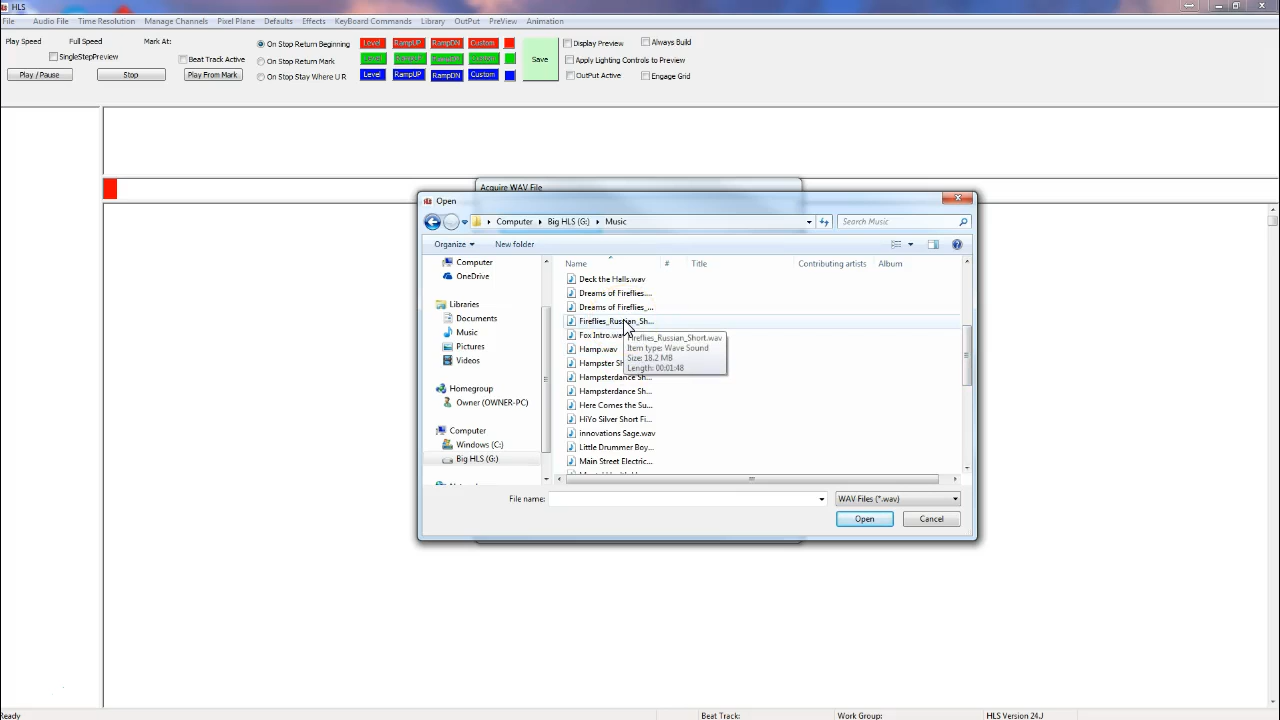 HLS
File Audio File Time Resolution Manage Channels Pixel Plane Defaults Effects KeyBoard Commands Library OutPut PreView Animation
Play Speed Full Speed Mark At:
SingleStepPreview
Beat Track Active
Play / Pause Stop Play From Mark
On Stop Return Beginning
On Stop Return Mark
On Stop Stay Where U R
Level RampUP RampDN Custom
Level RampUP RampDN Custom
Save
Display Preview Always Build
Apply Lighting Controls to Preview
OutPut Active Engage Grid
Acquire WAV File
Open
Computer Big HLS (G:) Music Search Music
Organize New folder
Computer
OneDrive
Libraries
Documents
Music
Pictures
Videos
Homegroup
Owner (OWNER-PC)
Computer
Windows (C:)
Big HLS (G:)
Name # Title Contributing artists Album
Deck the Halls.wav
Dreams of Fireflies....
Dreams of Fireflies_...
Fireflies_Russian_Sh...
Fox Intro.wav
Hamp.wav
Hampster Sh
Hampsterdance Sh...
Hampsterdance Sh...
Here Comes the Su...
HiYo Silver Short Fi...
innovations Sage.wav
Little Drummer Boy...
Main Street Electric...
Fireflies_Russian_Short.wav
Item type: Wave Sound
Size: 18.2 MB
Length: 00:01:48
File name: WAV Files (*.wav)
Open Cancel
Ready Beat Track: Work Group: HLS Version 24.J